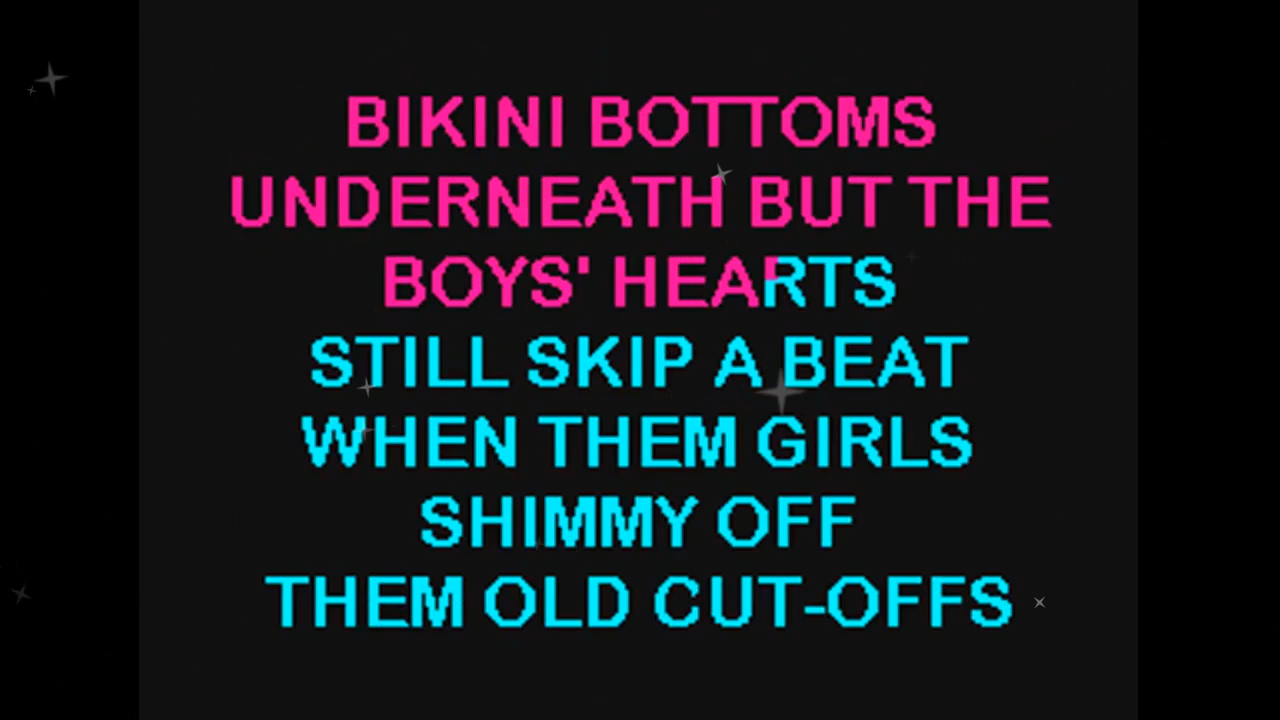 BIKINI BOTTOMS
UNDERNEATH BUT THE
BOYS' HEARTS
STILL SKIP A BEAT
WHEN THEM GIRLS
SHIMMY OFF
THEM OLD CUT-OFFS